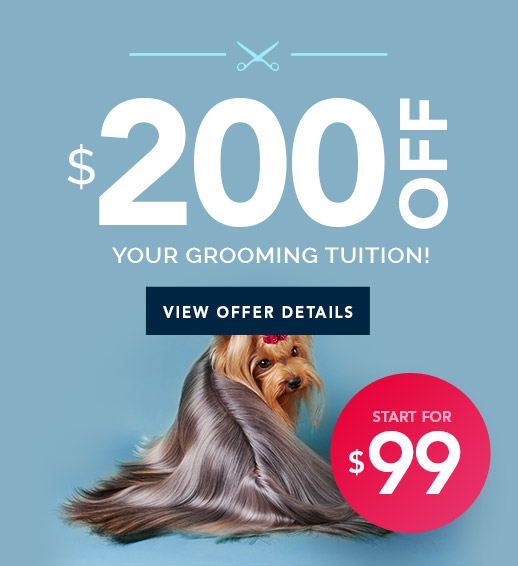 $200 OFF
YOUR GROOMING TUITION!
VIEW OFFER DETAILS
START FOR
$99